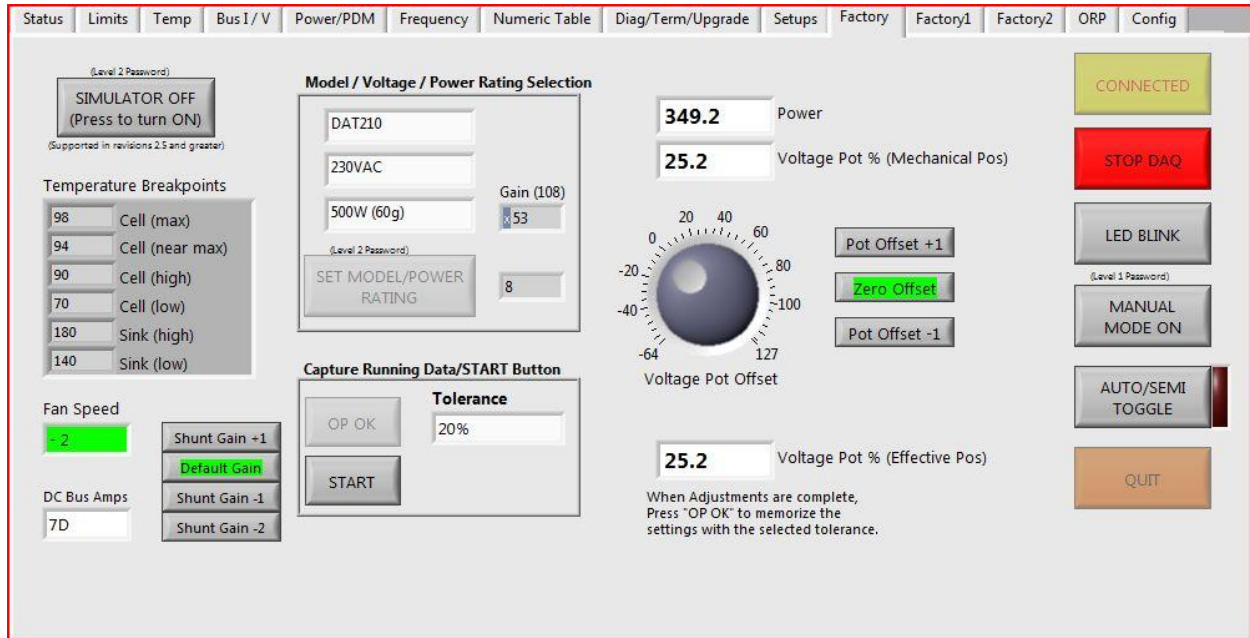 Status Limits Temp Bus I / V Power/PDM Frequency Numeric Table Diag/Term/Upgrade Setups Factory Factory1 Factory2 ORP Config
(Level 2 Password)
SIMULATOR OFF
(Press to turn ON)
(Supported in revisions 2.5 and greater)
Temperature Breakpoints
98 Cell (max)
94 Cell (near max)
90 Cell (high)
70 Cell (low)
180 Sink (high)
140 Sink (low)
Fan Speed
- 2
DC Bus Amps
7D
Shunt Gain +1
Default Gain
Shunt Gain -1
Shunt Gain -2
Model / Voltage / Power Rating Selection
DAT210
230VAC
500W (60g)
Gain (108)
x 53
(Level 2 Password)
SET MODEL/POWER
RATING
8
Capture Running Data/START Button
OP OK
Tolerance
20%
START
349.2 Power
25.2 Voltage Pot % (Mechanical Pos)
-64 -40 -20 0 20 40 60 80 100 127
Voltage Pot Offset
Pot Offset +1
Zero Offset
Pot Offset -1
25.2 Voltage Pot % (Effective Pos)
When Adjustments are complete,
Press "OP OK" to memorize the
settings with the selected tolerance.
CONNECTED
STOP DAQ
LED BLINK
(Level 1 Password)
MANUAL
MODE ON
AUTO/SEMI
TOGGLE
QUIT